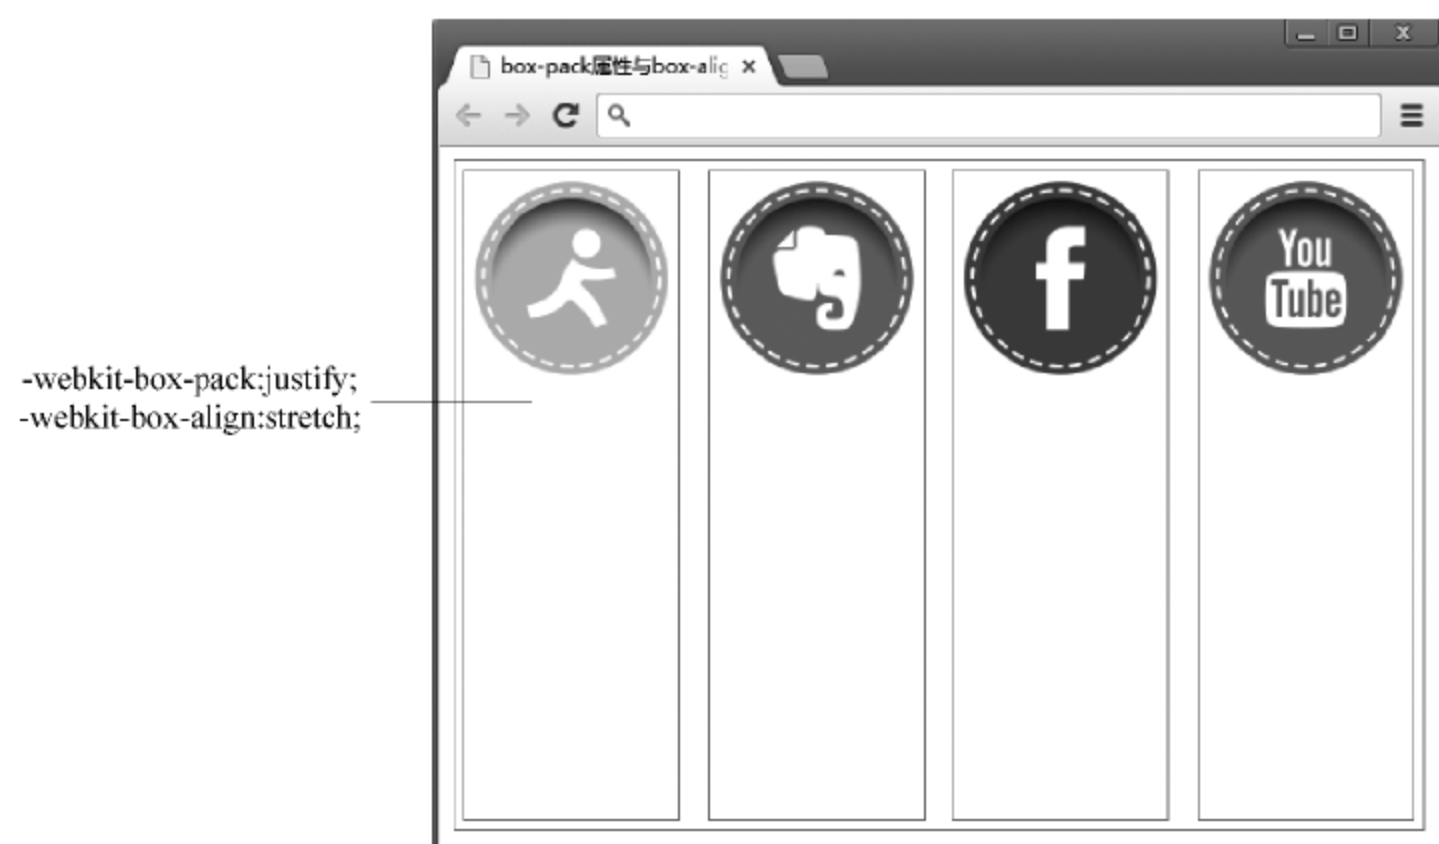 box-pack属性与box-alig
-webkit-box-pack:justify;
-webkit-box-align:stretch;
f
You
Tube